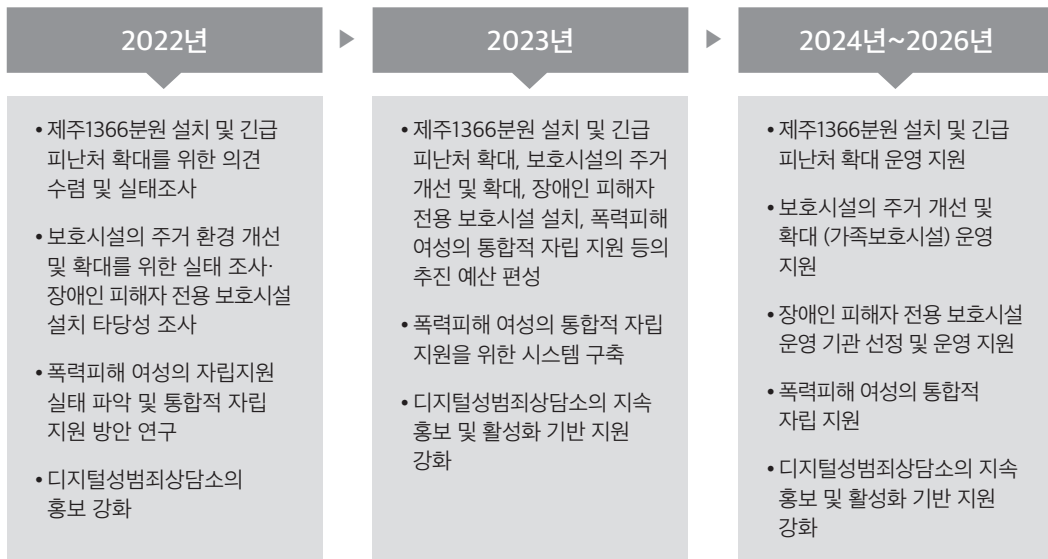 2022년
• 제주1366분원 설치 및 긴급
피난처 확대를 위한 의견
수렴 및 실태조사
• 보호시설의 주거 환경 개선
및 확대를 위한 실태 조사·
장애인 피해자 전용 보호시설
설치 타당성 조사
• 폭력피해 여성의 자립지원
실태 파악 및 통합적 자립
지원 방안 연구
• 디지털성범죄상담소의
홍보 강화
2023년
• 제주1366분원 설치 및 긴급
피난처 확대, 보호시설의 주거
개선 및 확대, 장애인 피해자
전용 보호시설 설치, 폭력피해
여성의 통합적 자립 지원 등의
추진 예산 편성
• 폭력피해 여성의 통합적 자립
지원을 위한 시스템 구축
• 디지털성범죄상담소의 지속
홍보 및 활성화 기반 지원
강화
2024년~2026년
• 제주1366분원 설치 및 긴급
피난처 확대 운영 지원
• 보호시설의 주거 개선 및
확대 (가족보호시설) 운영
지원
• 장애인 피해자 전용 보호시설
운영 기관 선정 및 운영 지원
• 폭력피해 여성의 통합적
자립 지원
• 디지털성범죄상담소의 지속
홍보 및 활성화 기반 지원
강화